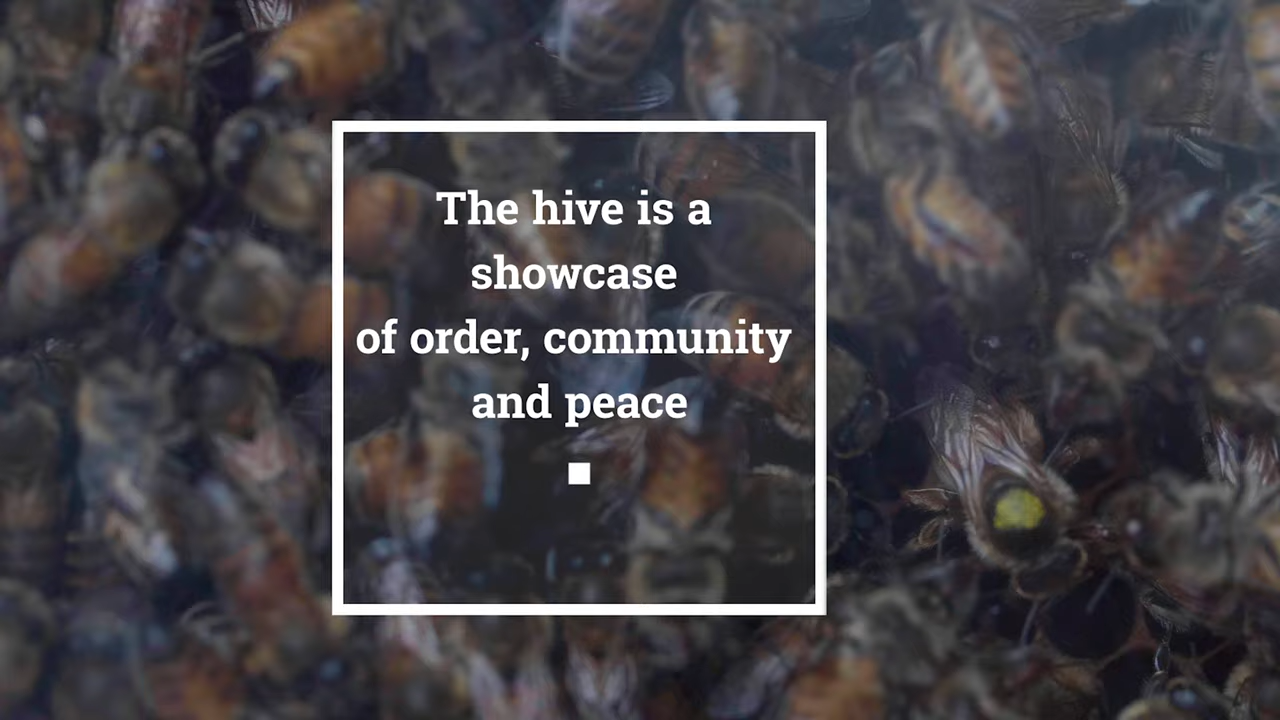 The hive is a
showcase
of order, community
and peace